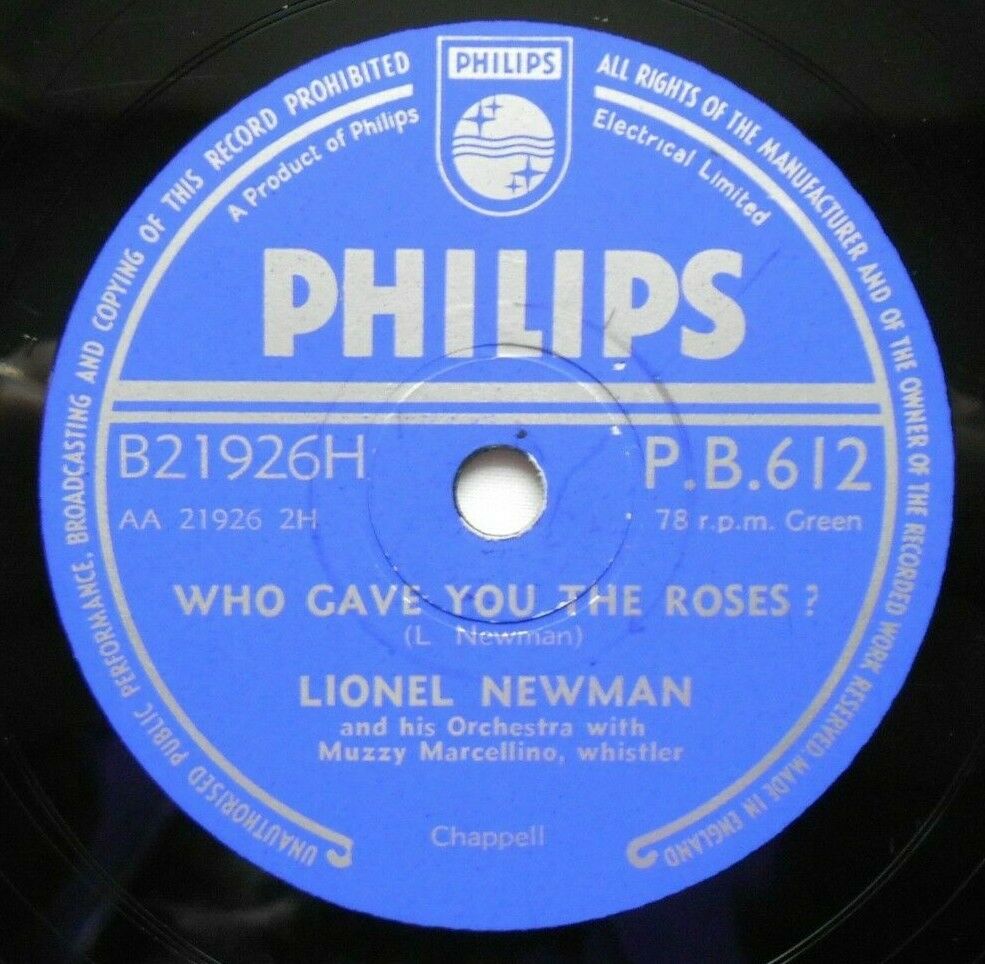 PHILIPS
UNAUTHORISED PUBLIC PERFORMANCE, BROADCASTING AND COPYING OF THIS RECORD PROHIBITED
ALL RIGHTS OF THE MANUFACTURER AND OF THE OWNER OF THE RECORDED WORK RESERVED. MADE IN ENGLAND
A Product of Philips
Electrical Limited
PHILIPS
B21926H
P.B.612
AA 21926 2H
78 r.p.m. Green
WHO GAVE YOU THE ROSES?
(L Newman)
LIONEL NEWMAN
and his Orchestra with
Muzzy Marcellino, whistler
Chappell